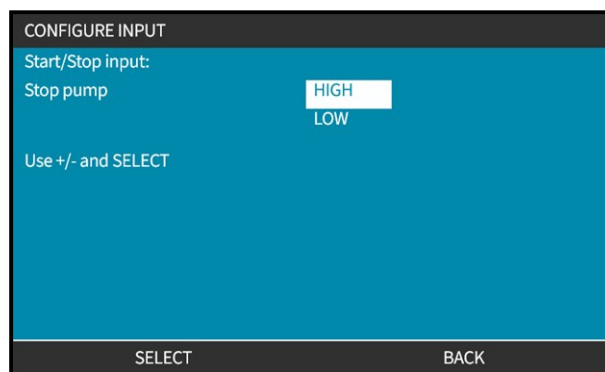 CONFIGURE INPUT
Start/Stop input:
Stop pump HIGH
LOW
Use +/- and SELECT
SELECT BACK